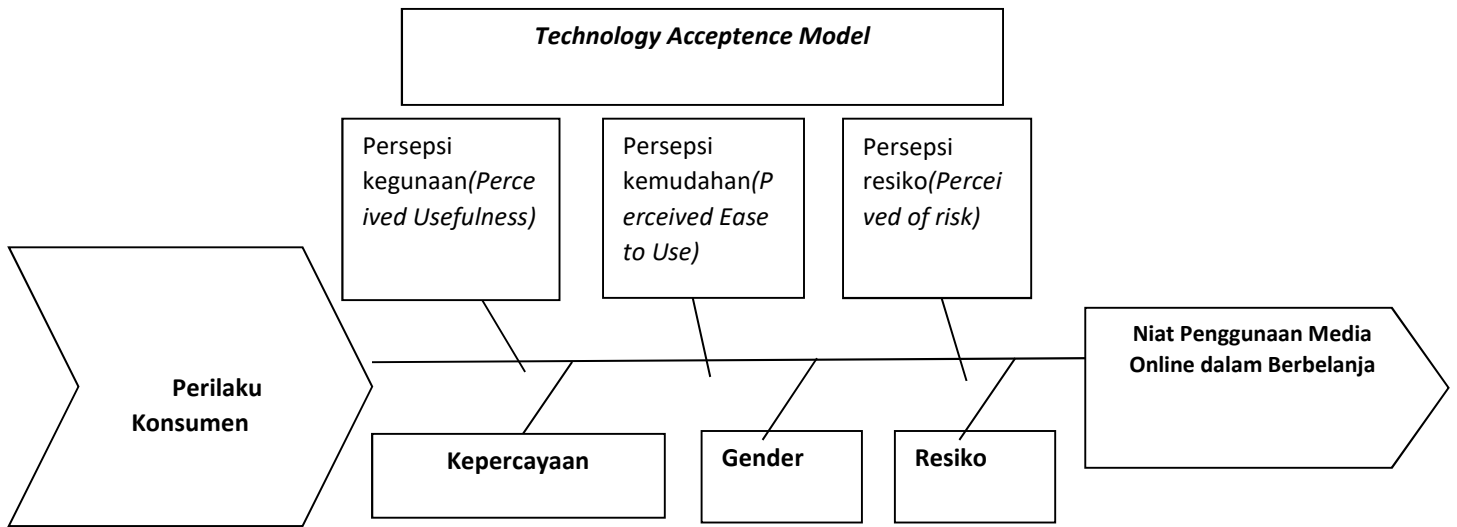 Technology Acceptence Model
Persepsi
kegunaan(Perce
ived Usefulness)
Persepsi
kemudahan(P
erceived Ease
to Use)
Persepsi
resiko(Percei
ved of risk)
Perilaku
Konsumen
Niat Penggunaan Media
Online dalam Berbelanja
Kepercayaan
Gender
Resiko